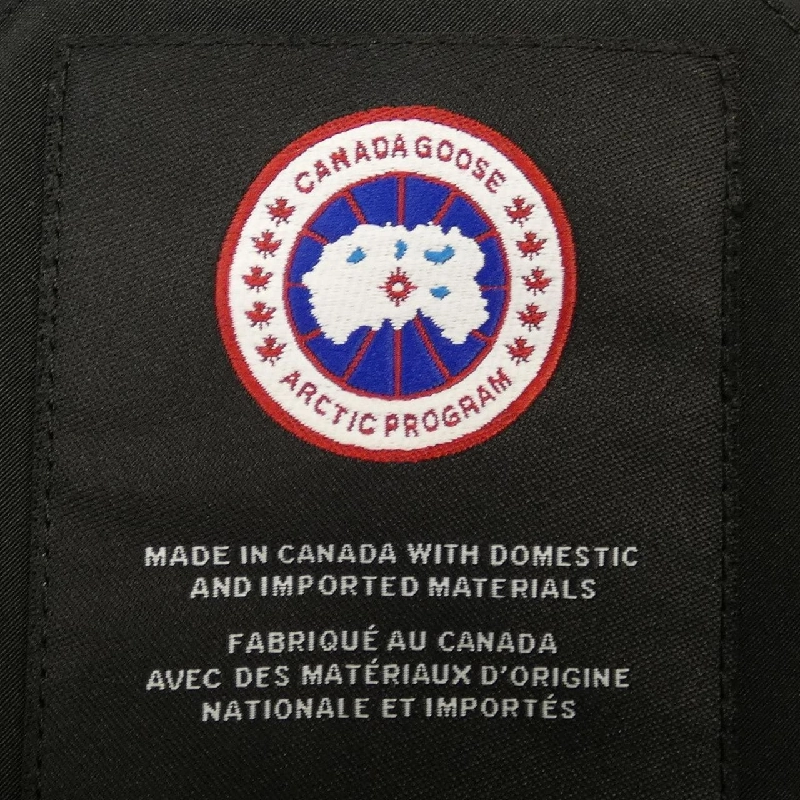 CANADA GOOSE
ARCTIC PROGRAM
MADE IN CANADA WITH DOMESTIC
AND IMPORTED MATERIALS
FABRIQUÉ AU CANADA
AVEC DES MATÉRIAUX D'ORIGINE
NATIONALE ET IMPORTÉS